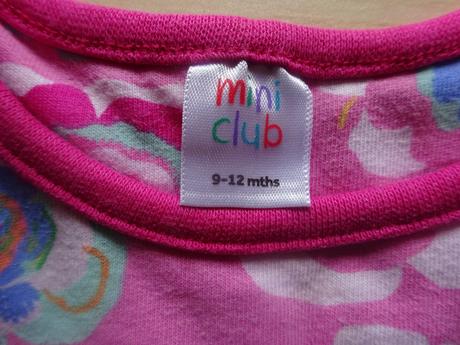 mini
club
9-12 mths